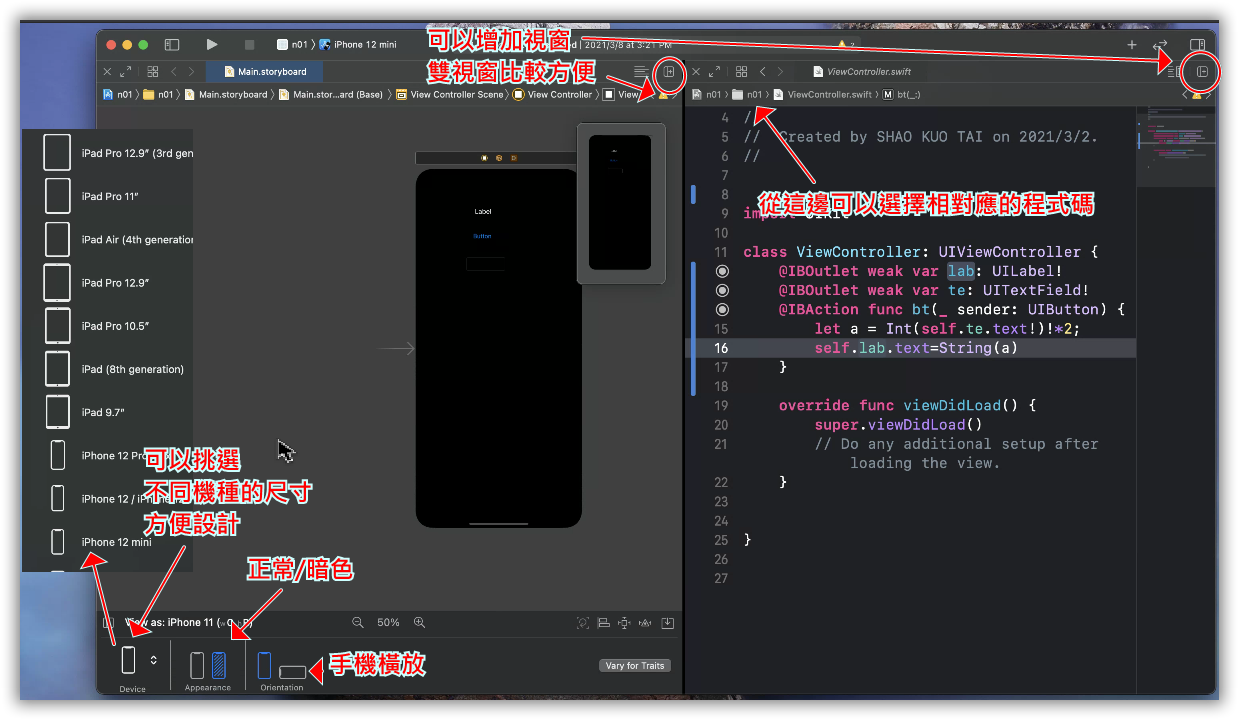 可以增加視窗
雙視窗比較方便
n01 〉 iPhone 12 mini
| 2021/3/8 at 3:21 PM
2
Main.storyboard
ViewController.swift
n01 〉 n01 〉 Main.storyboard 〉 Main.stor...ard (Base) 〉 View Controller Scene 〉 View Controller 〉 View
n01 〉 n01 〉 ViewController.swift 〉 M bt(_:)
iPad Pro 12.9” (3rd gen
iPad Pro 11”
iPad Air (4th generation
iPad Pro 12.9”
iPad Pro 10.5”
iPad (8th generation)
iPad 9.7”
iPhone 12 Pro
iPhone 12 / iPhone 12
iPhone 12 mini
可以挑選
不同機種的尺寸
方便設計
正常/暗色
Label
Button
從這邊可以選擇相對應的程式碼
4 //
5 // Created by SHAO KUO TAI on 2021/3/2.
6 //
7
8
9 import UIKit
10
11 class ViewController: UIViewController {
@IBOutlet weak var lab: UILabel!
@IBOutlet weak var te: UITextField!
@IBAction func bt(_ sender: UIButton) {
15 let a = Int(self.te.text!)!*2;
16 self.lab.text=String(a)
17 }
18
19 override func viewDidLoad() {
20 super.viewDidLoad()
21 // Do any additional setup after
loading the view.
22 }
23
24
25 }
26
27
View as: iPhone 11 (
50%
Device
Appearance
Orientation
手機橫放
Vary for Traits